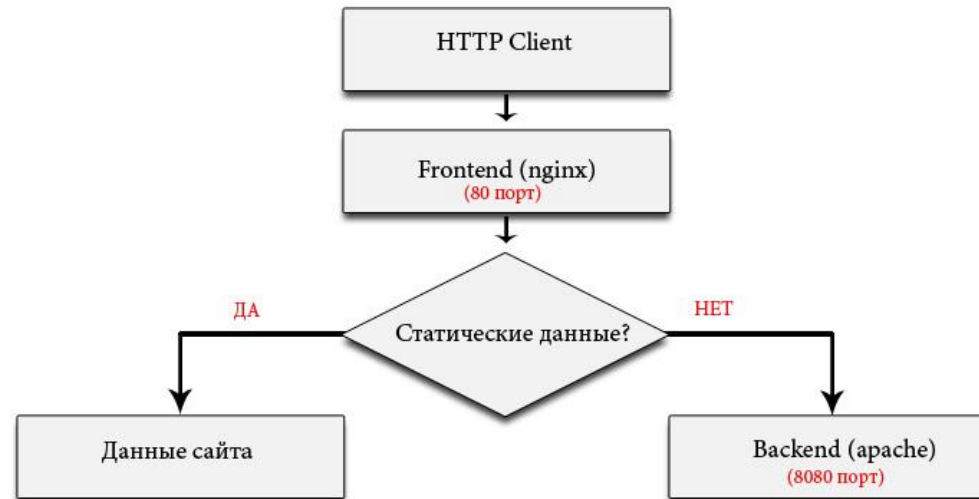 HTTP Client
Frontend (nginx)
(80 порт)
ДА
НЕТ
Статические данные?
Данные сайта
Backend (apache)
(8080 порт)